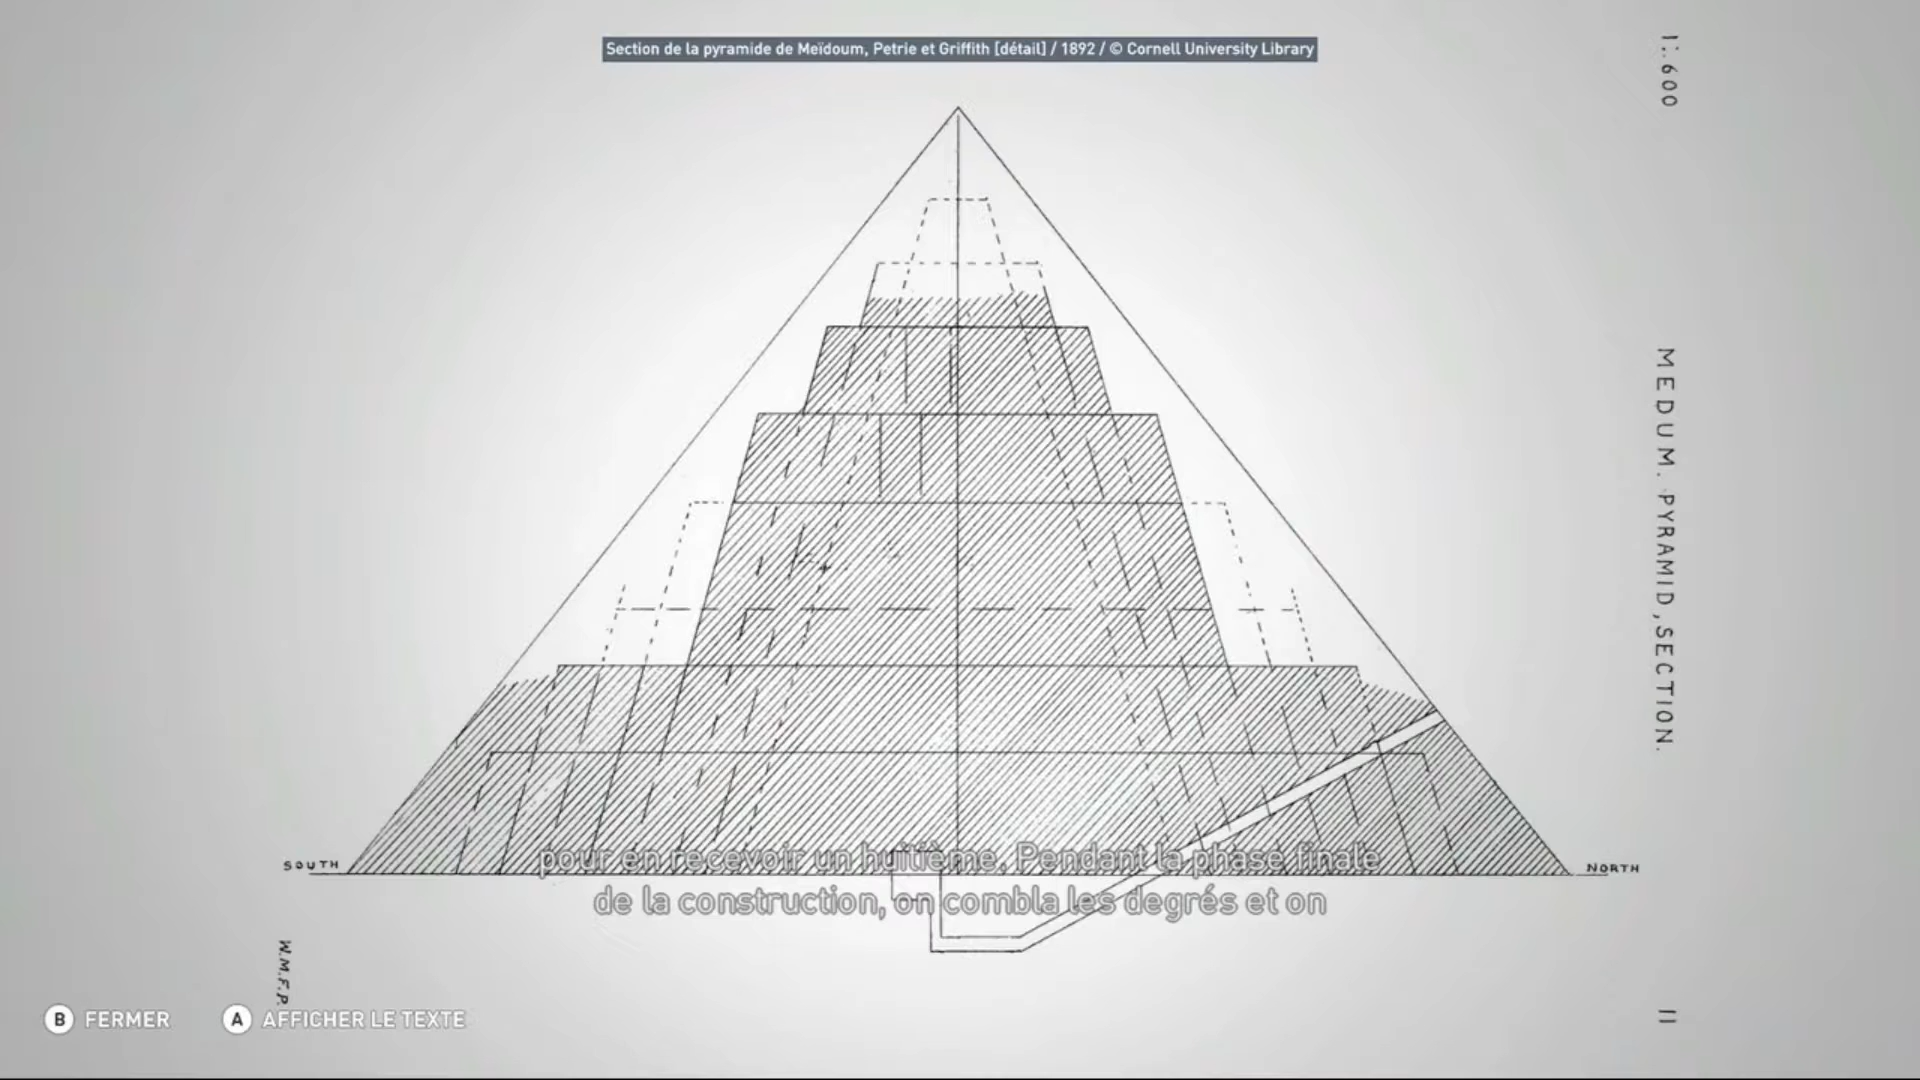 Section de la pyramide de Meïdoum, Petrie et Griffith [détail] / 1892 / © Cornell University Library
1:600
MEDUM. PYRAMID, SECTION.
SOUTH
NORTH
pour en recevoir un huitième. Pendant la phase finale
de la construction, on combla les degrés et on
W.M.F.P.
B FERMER
A AFFICHER LE TEXTE
II